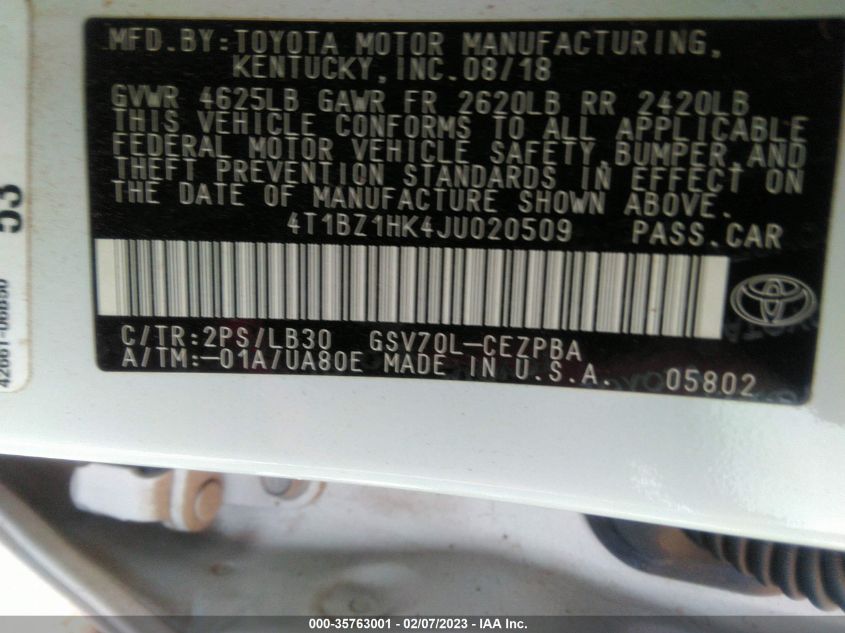 MFD.BY:TOYOTA MOTOR MANUFACTURING,
KENTUCKY,INC.08/18
GVWR 4625LB GAWR FR 2620LB RR 2420LB
THIS VEHICLE CONFORMS TO ALL APPLICABLE
FEDERAL MOTOR VEHICLE SAFETY,BUMPER,AND
THEFT PREVENTION STANDARDS IN EFFECT ON
THE DATE OF MANUFACTURE SHOWN ABOVE.
4T1BZ1HK4JU020509 PASS.CAR
C/TR:2PS/LB30 GSV70L-CEZPBA
A/TM:-01A/UA80E MADE IN U.S.A. 05802
53
000-35763001 - 02/07/2023 - IAA Inc.